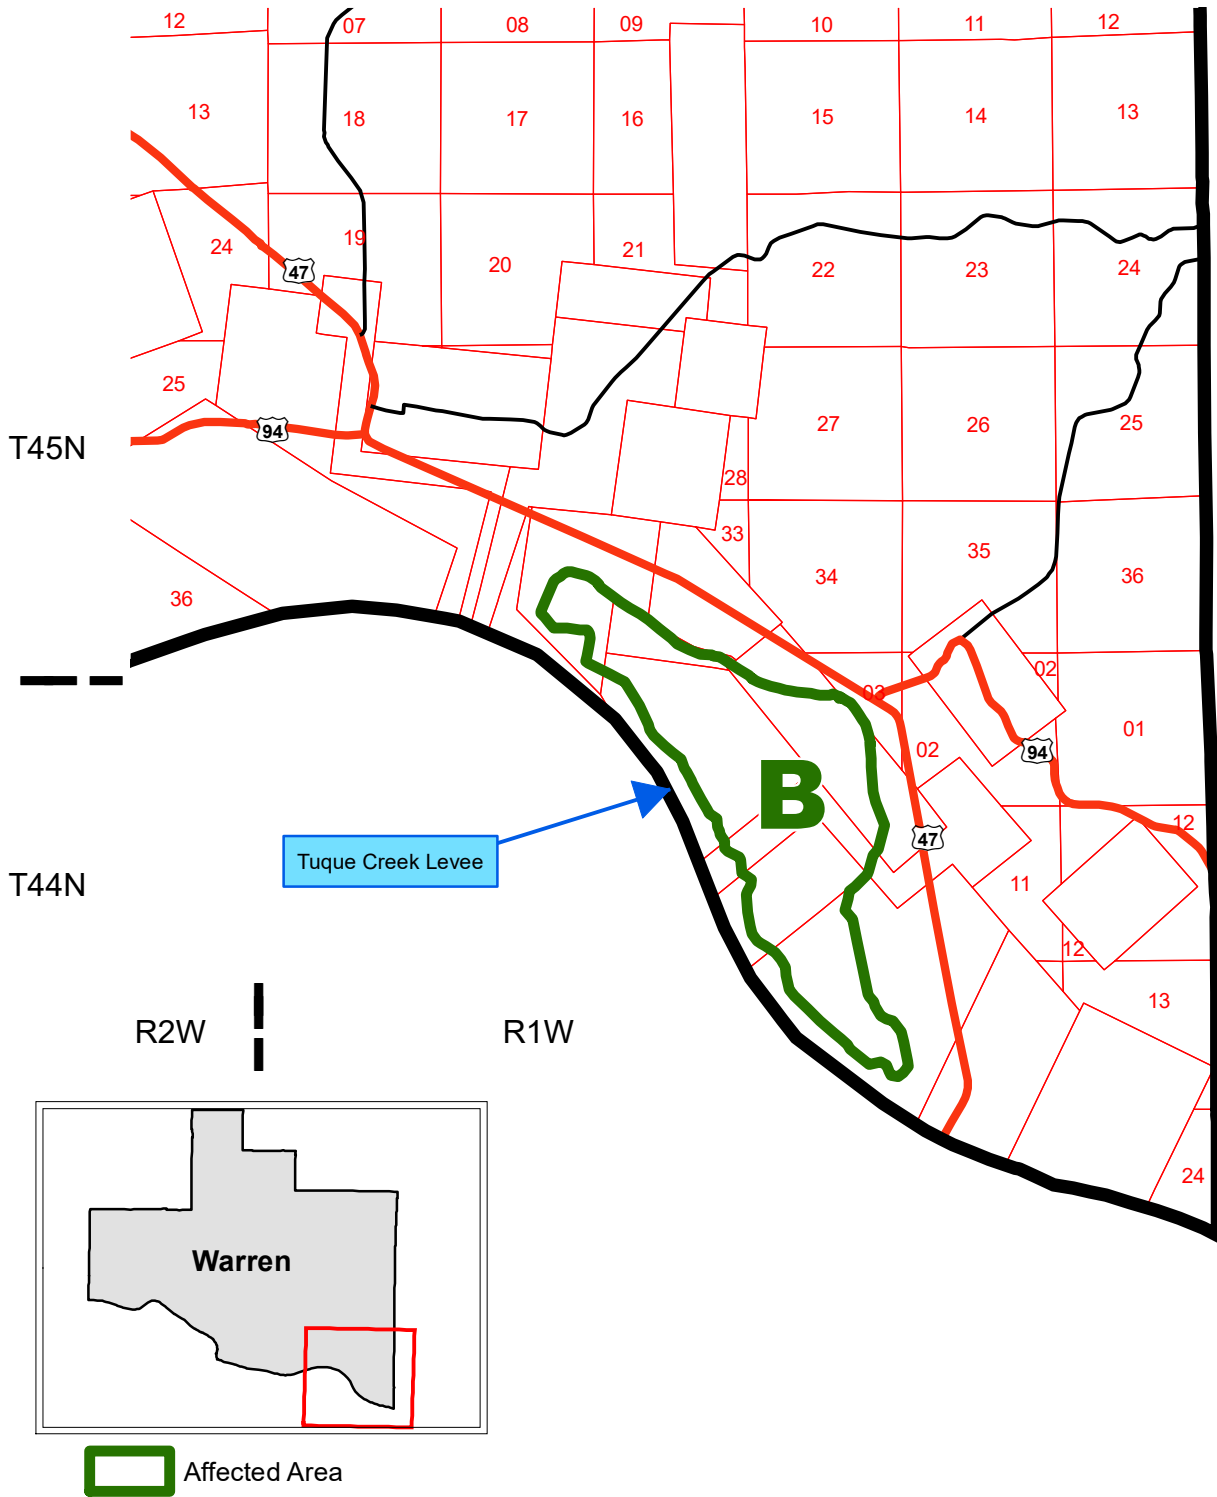 12 07 08 09 10 11 12
13 18 17 16 15 14 13
24 19 20 21 22 23 24
47
25 27 26 25
94
T45N
28
33
36 34 35 36
02
03
02 01
94
B
12
47
Tuque Creek Levee
T44N
11
12
13
R2W R1W
24
Warren
Affected Area